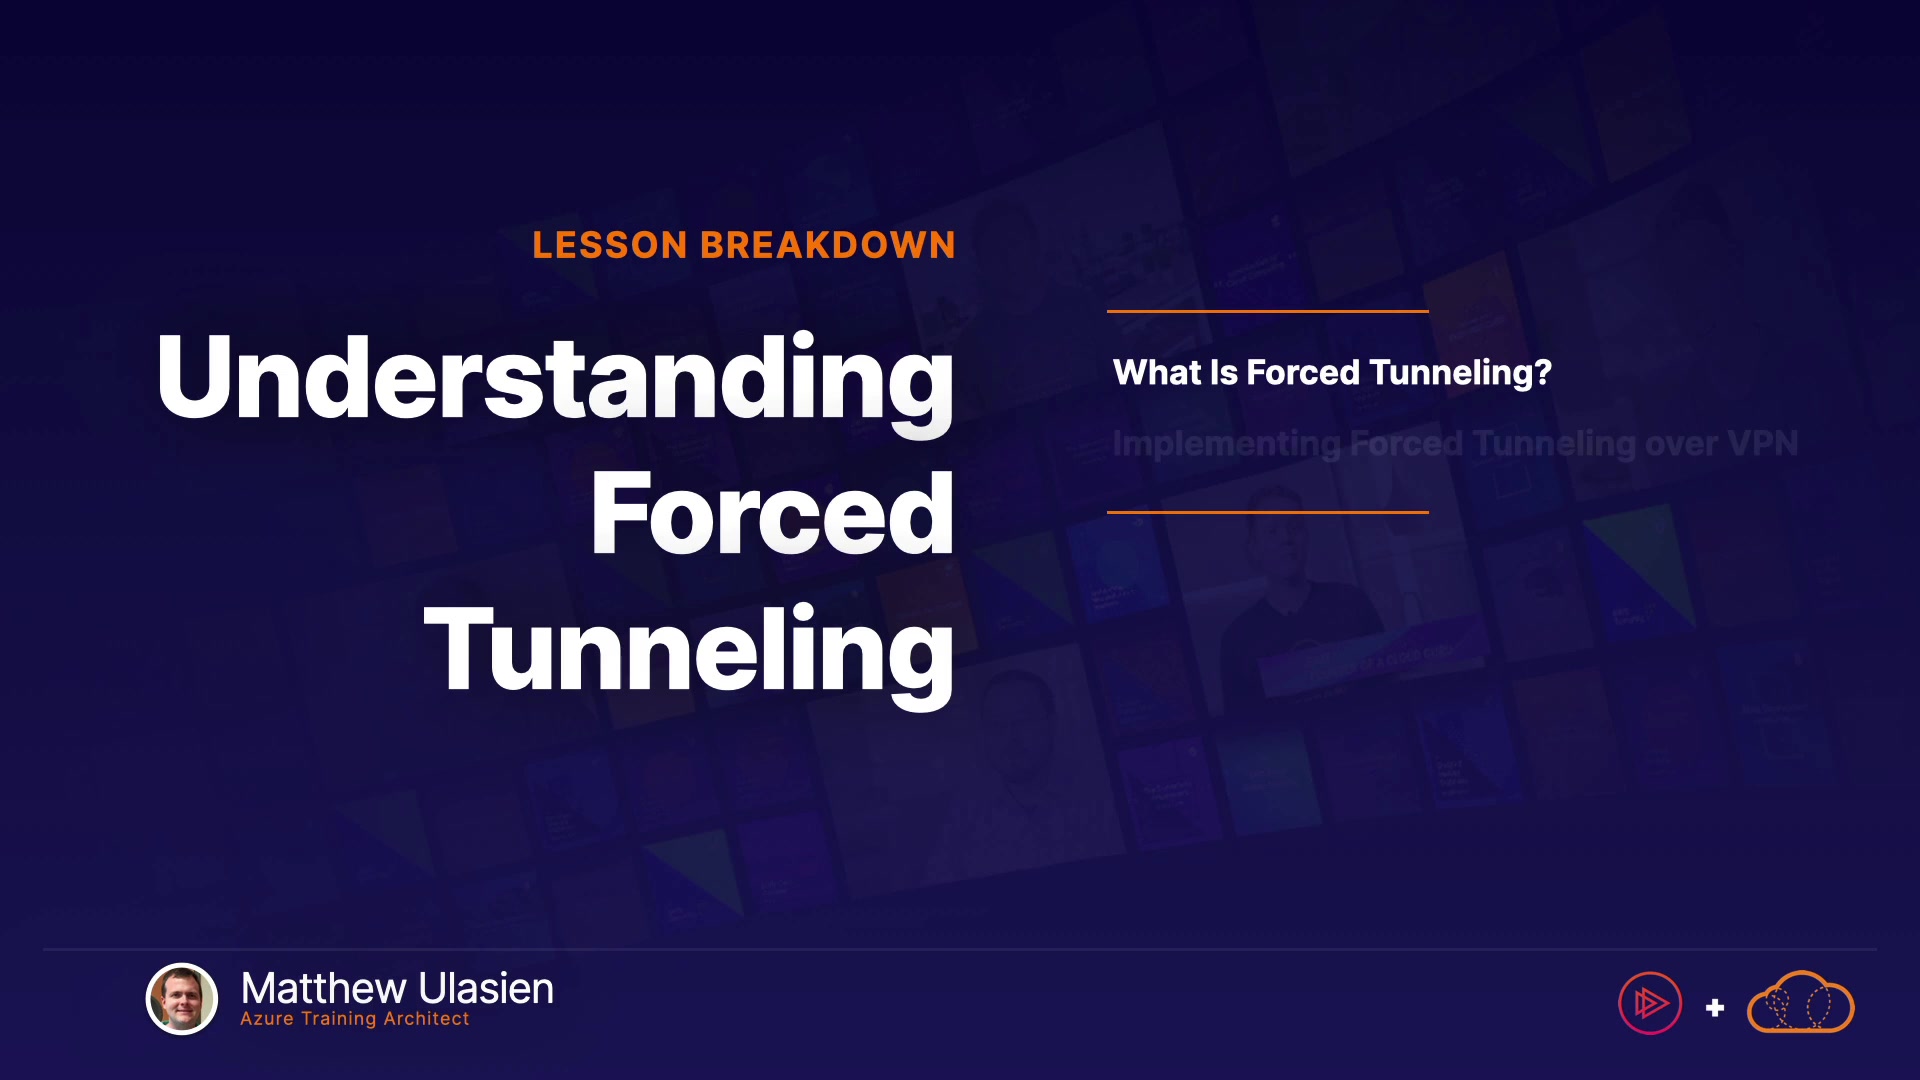 LESSON BREAKDOWN
Understanding
Forced
Tunneling
What Is Forced Tunneling?
Implementing Forced Tunneling over VPN
Matthew Ulasien
Azure Training Architect